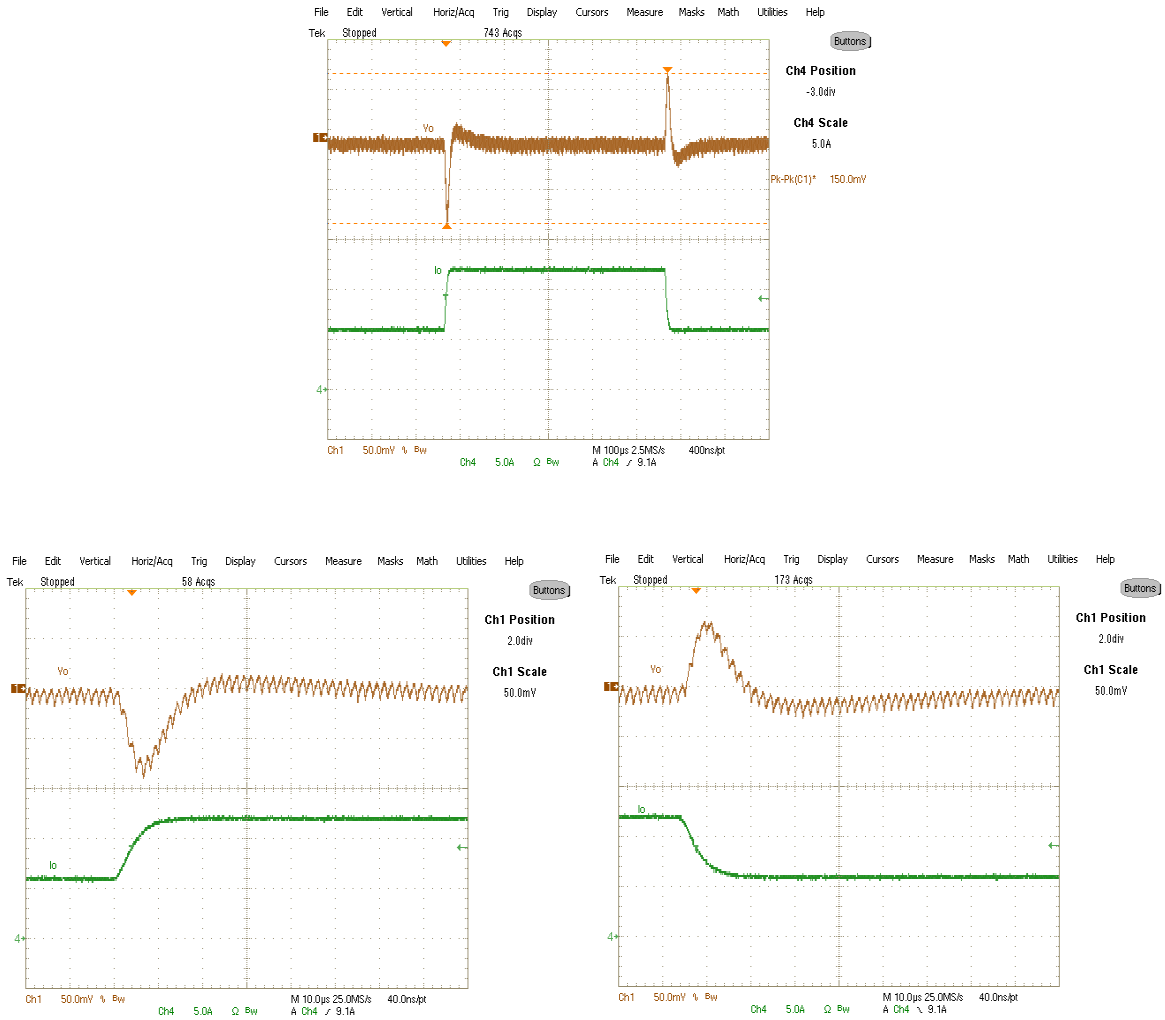 File Edit Vertical Horiz/Acq Trig Display Cursors Measure Masks Math Utilities Help
Tek Stopped 743 Acqs
Buttons
Ch4 Position
-3.0div
Ch4 Scale
5.0A
Pk-Pk(C1)* 150.0mV
1
Vo
Io
4
Ch1 50.0mV ∿ Bw M 100µs 2.5MS/s 400ns/pt
Ch4 5.0A Ω Bw A Ch4 ∫ 9.1A
File Edit Vertical Horiz/Acq Trig Display Cursors Measure Masks Math Utilities Help
Tek Stopped 58 Acqs
Buttons
Ch1 Position
2.0div
Ch1 Scale
50.0mV
1
Vo
Io
4
Ch1 50.0mV ∿ Bw M 10.0µs 25.0MS/s 40.0ns/pt
Ch4 5.0A Ω Bw A Ch4 ∫ 9.1A
File Edit Vertical Horiz/Acq Trig Display Cursors Measure Masks Math Utilities Help
Tek Stopped 173 Acqs
Buttons
Ch1 Position
2.0div
Ch1 Scale
50.0mV
1
Vo
Io
4
Ch1 50.0mV ∿ Bw M 10.0µs 25.0MS/s 40.0ns/pt
Ch4 5.0A Ω Bw A Ch4 \ 9.1A